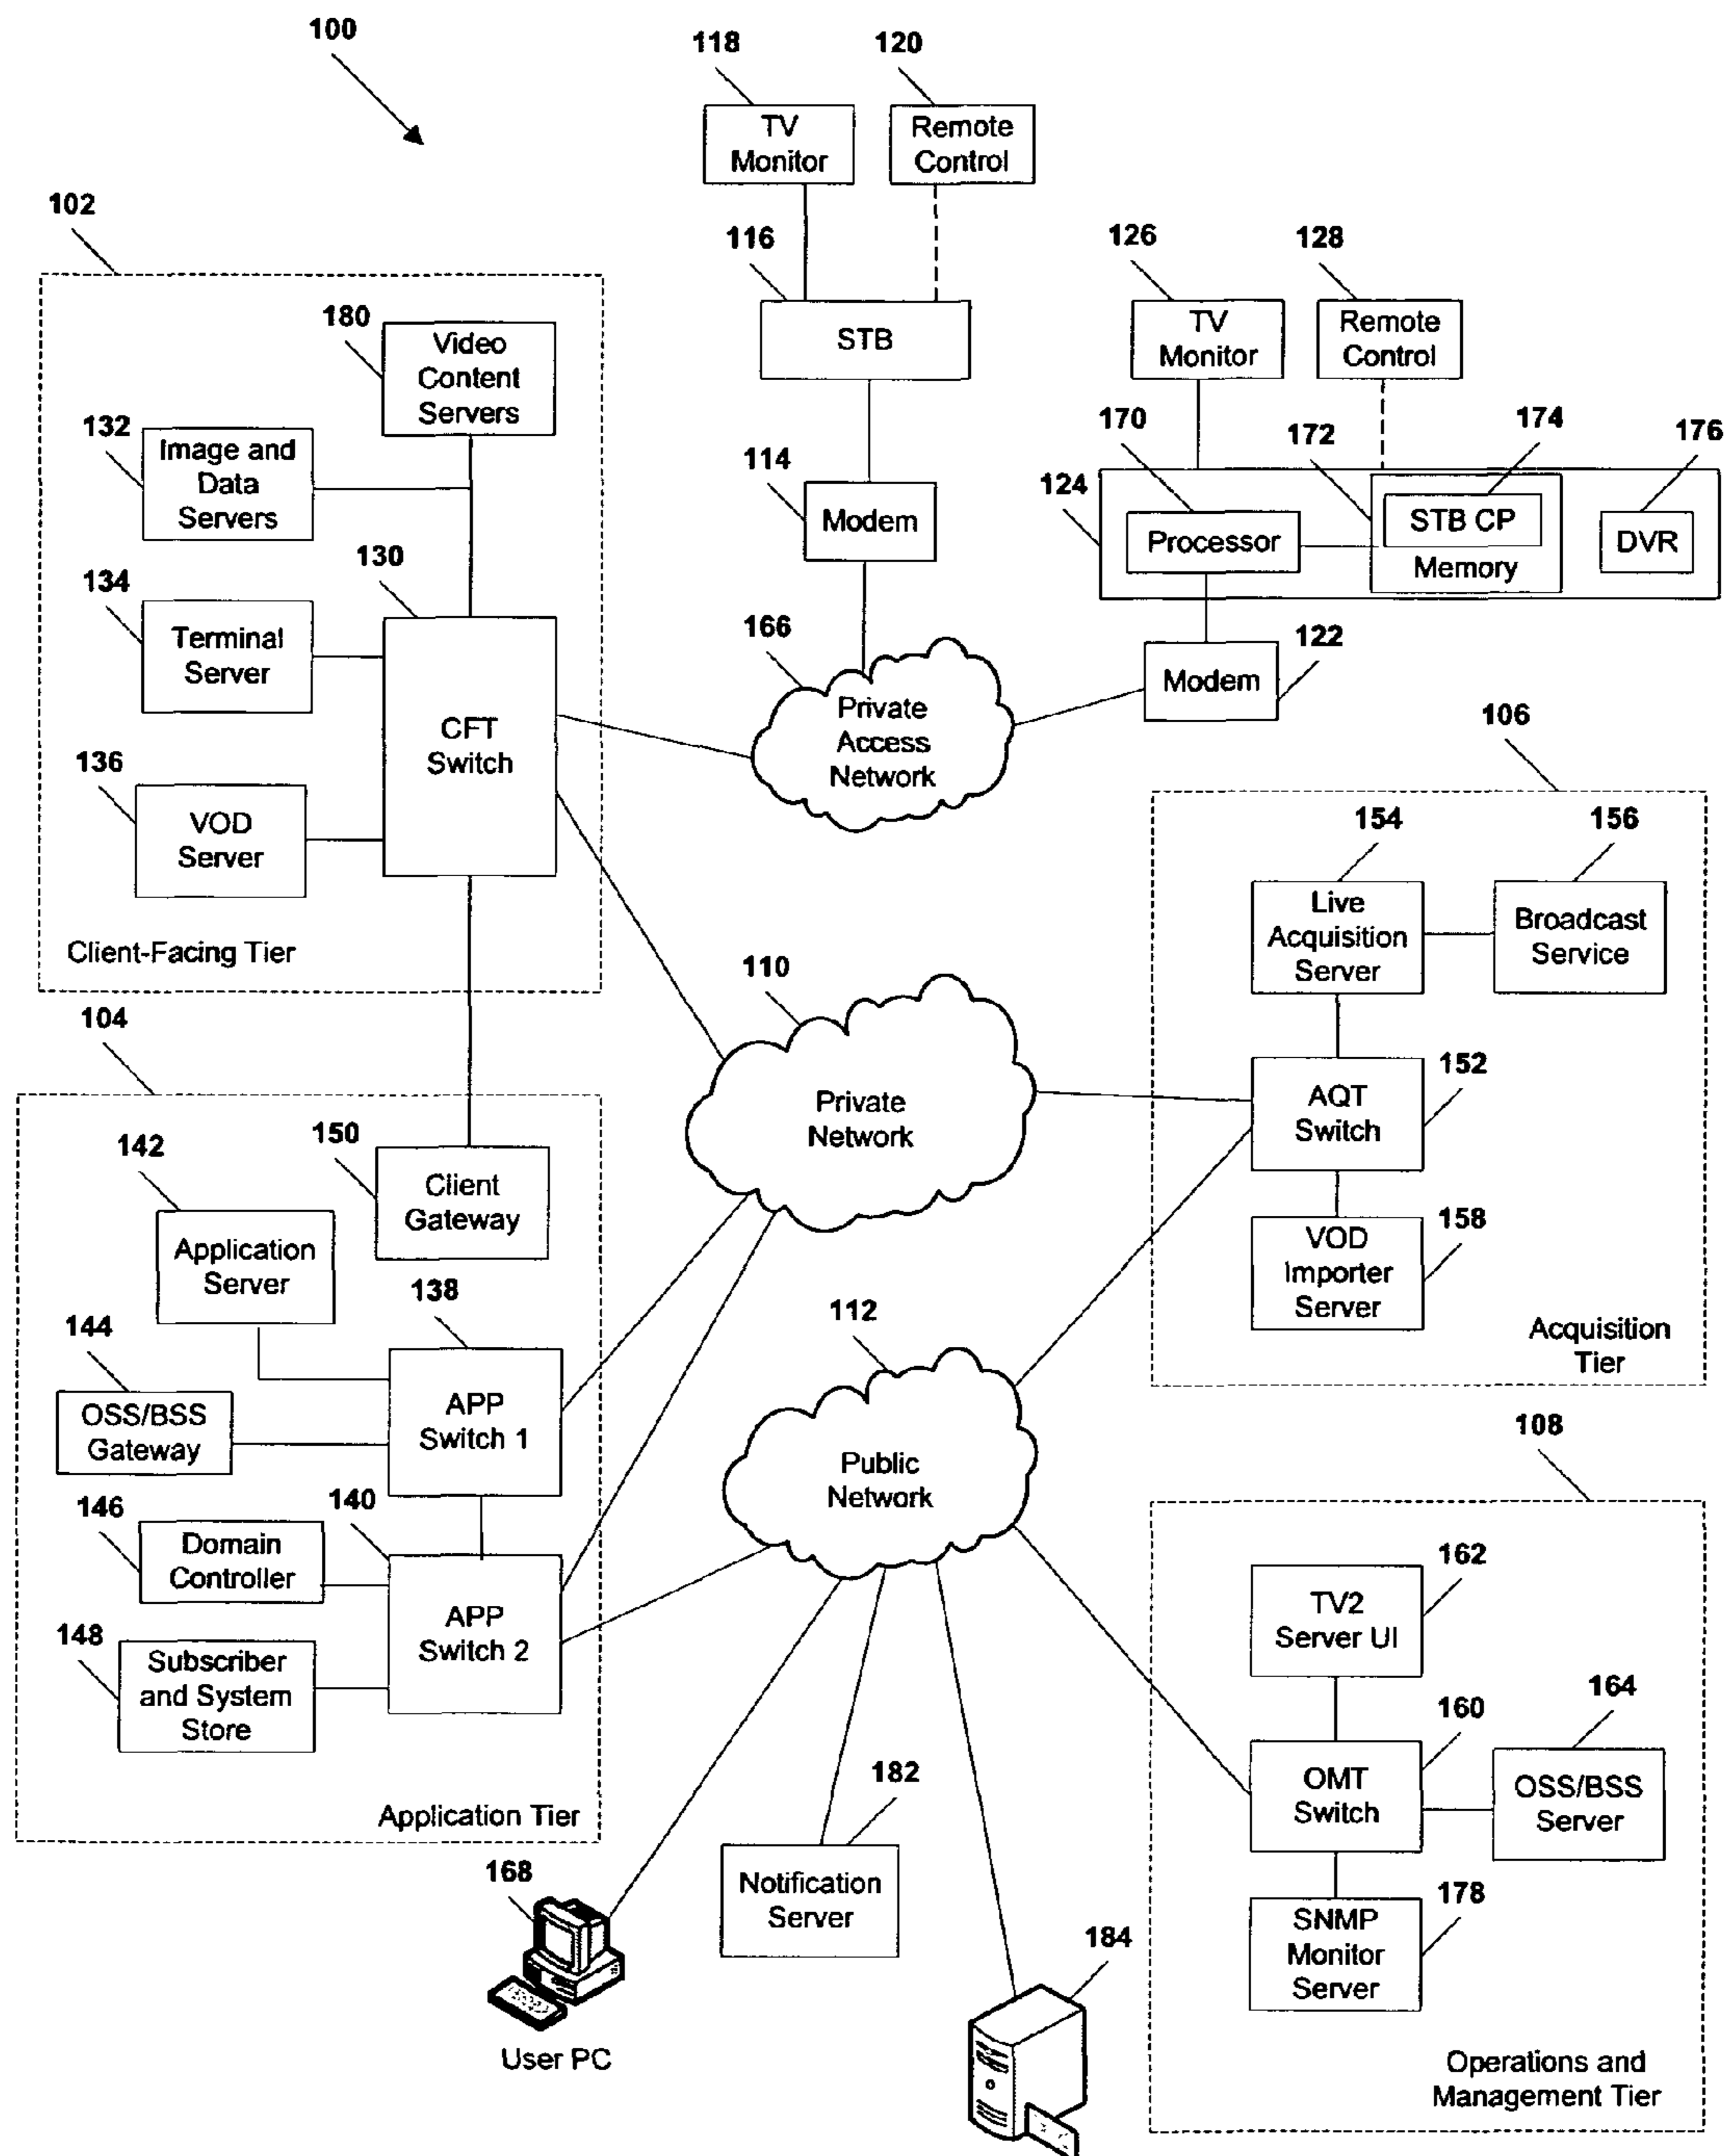 100
118
120
TV
Monitor
Remote
Control
102
116
126
128
STB
TV
Monitor
Remote
Control
180
Video
Content
Servers
132
Image and
Data
Servers
114
Modem
170
172
174
176
124
Processor
STB CP
Memory
DVR
134
130
Terminal
Server
166
122
Modem
CFT
Switch
Private
Access
Network
136
VOD
Server
106
154
156
Live
Acquisition
Server
Broadcast
Service
Client-Facing Tier
110
104
Private
Network
AQT
Switch
152
142
150
Client
Gateway
Application
Server
VOD
Importer
Server
158
138
144
112
Acquisition
Tier
OSS/BSS
Gateway
APP
Switch 1
108
Public
Network
146
140
Domain
Controller
TV2
Server UI
162
148
APP
Switch 2
Subscriber
and System
Store
160
164
182
OMT
Switch
OSS/BSS
Server
Application Tier
168
Notification
Server
178
SNMP
Monitor
Server
184
User PC
Operations and
Management Tier